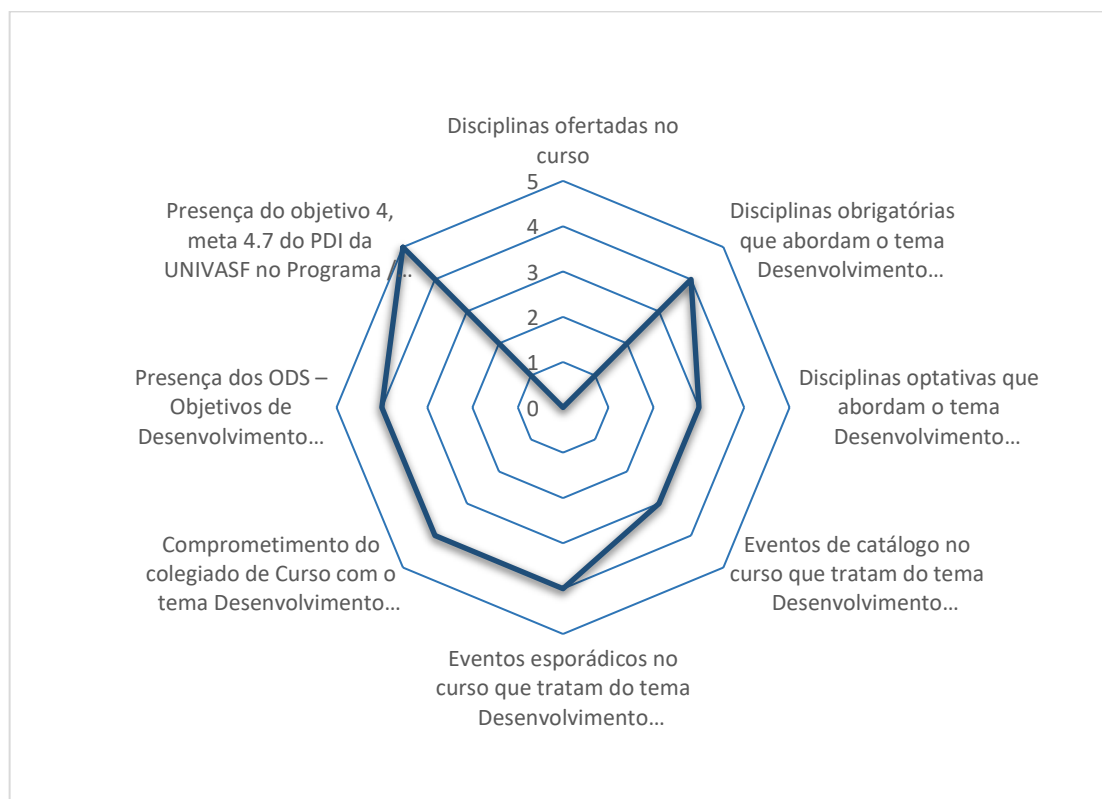 Disciplinas ofertadas no
curso
5
4
3
2
1
0
Disciplinas obrigatórias
que abordam o tema
Desenvolvimento...
Disciplinas optativas que
abordam o tema
Desenvolvimento...
Eventos de catálogo no
curso que tratam do tema
Desenvolvimento...
Eventos esporádicos no
curso que tratam do tema
Desenvolvimento...
Comprometimento do
colegiado de Curso com o
tema Desenvolvimento...
Presença dos ODS –
Objetivos de
Desenvolvimento...
Presença do objetivo 4,
meta 4.7 do PDI da
UNIVASF no Programa /...